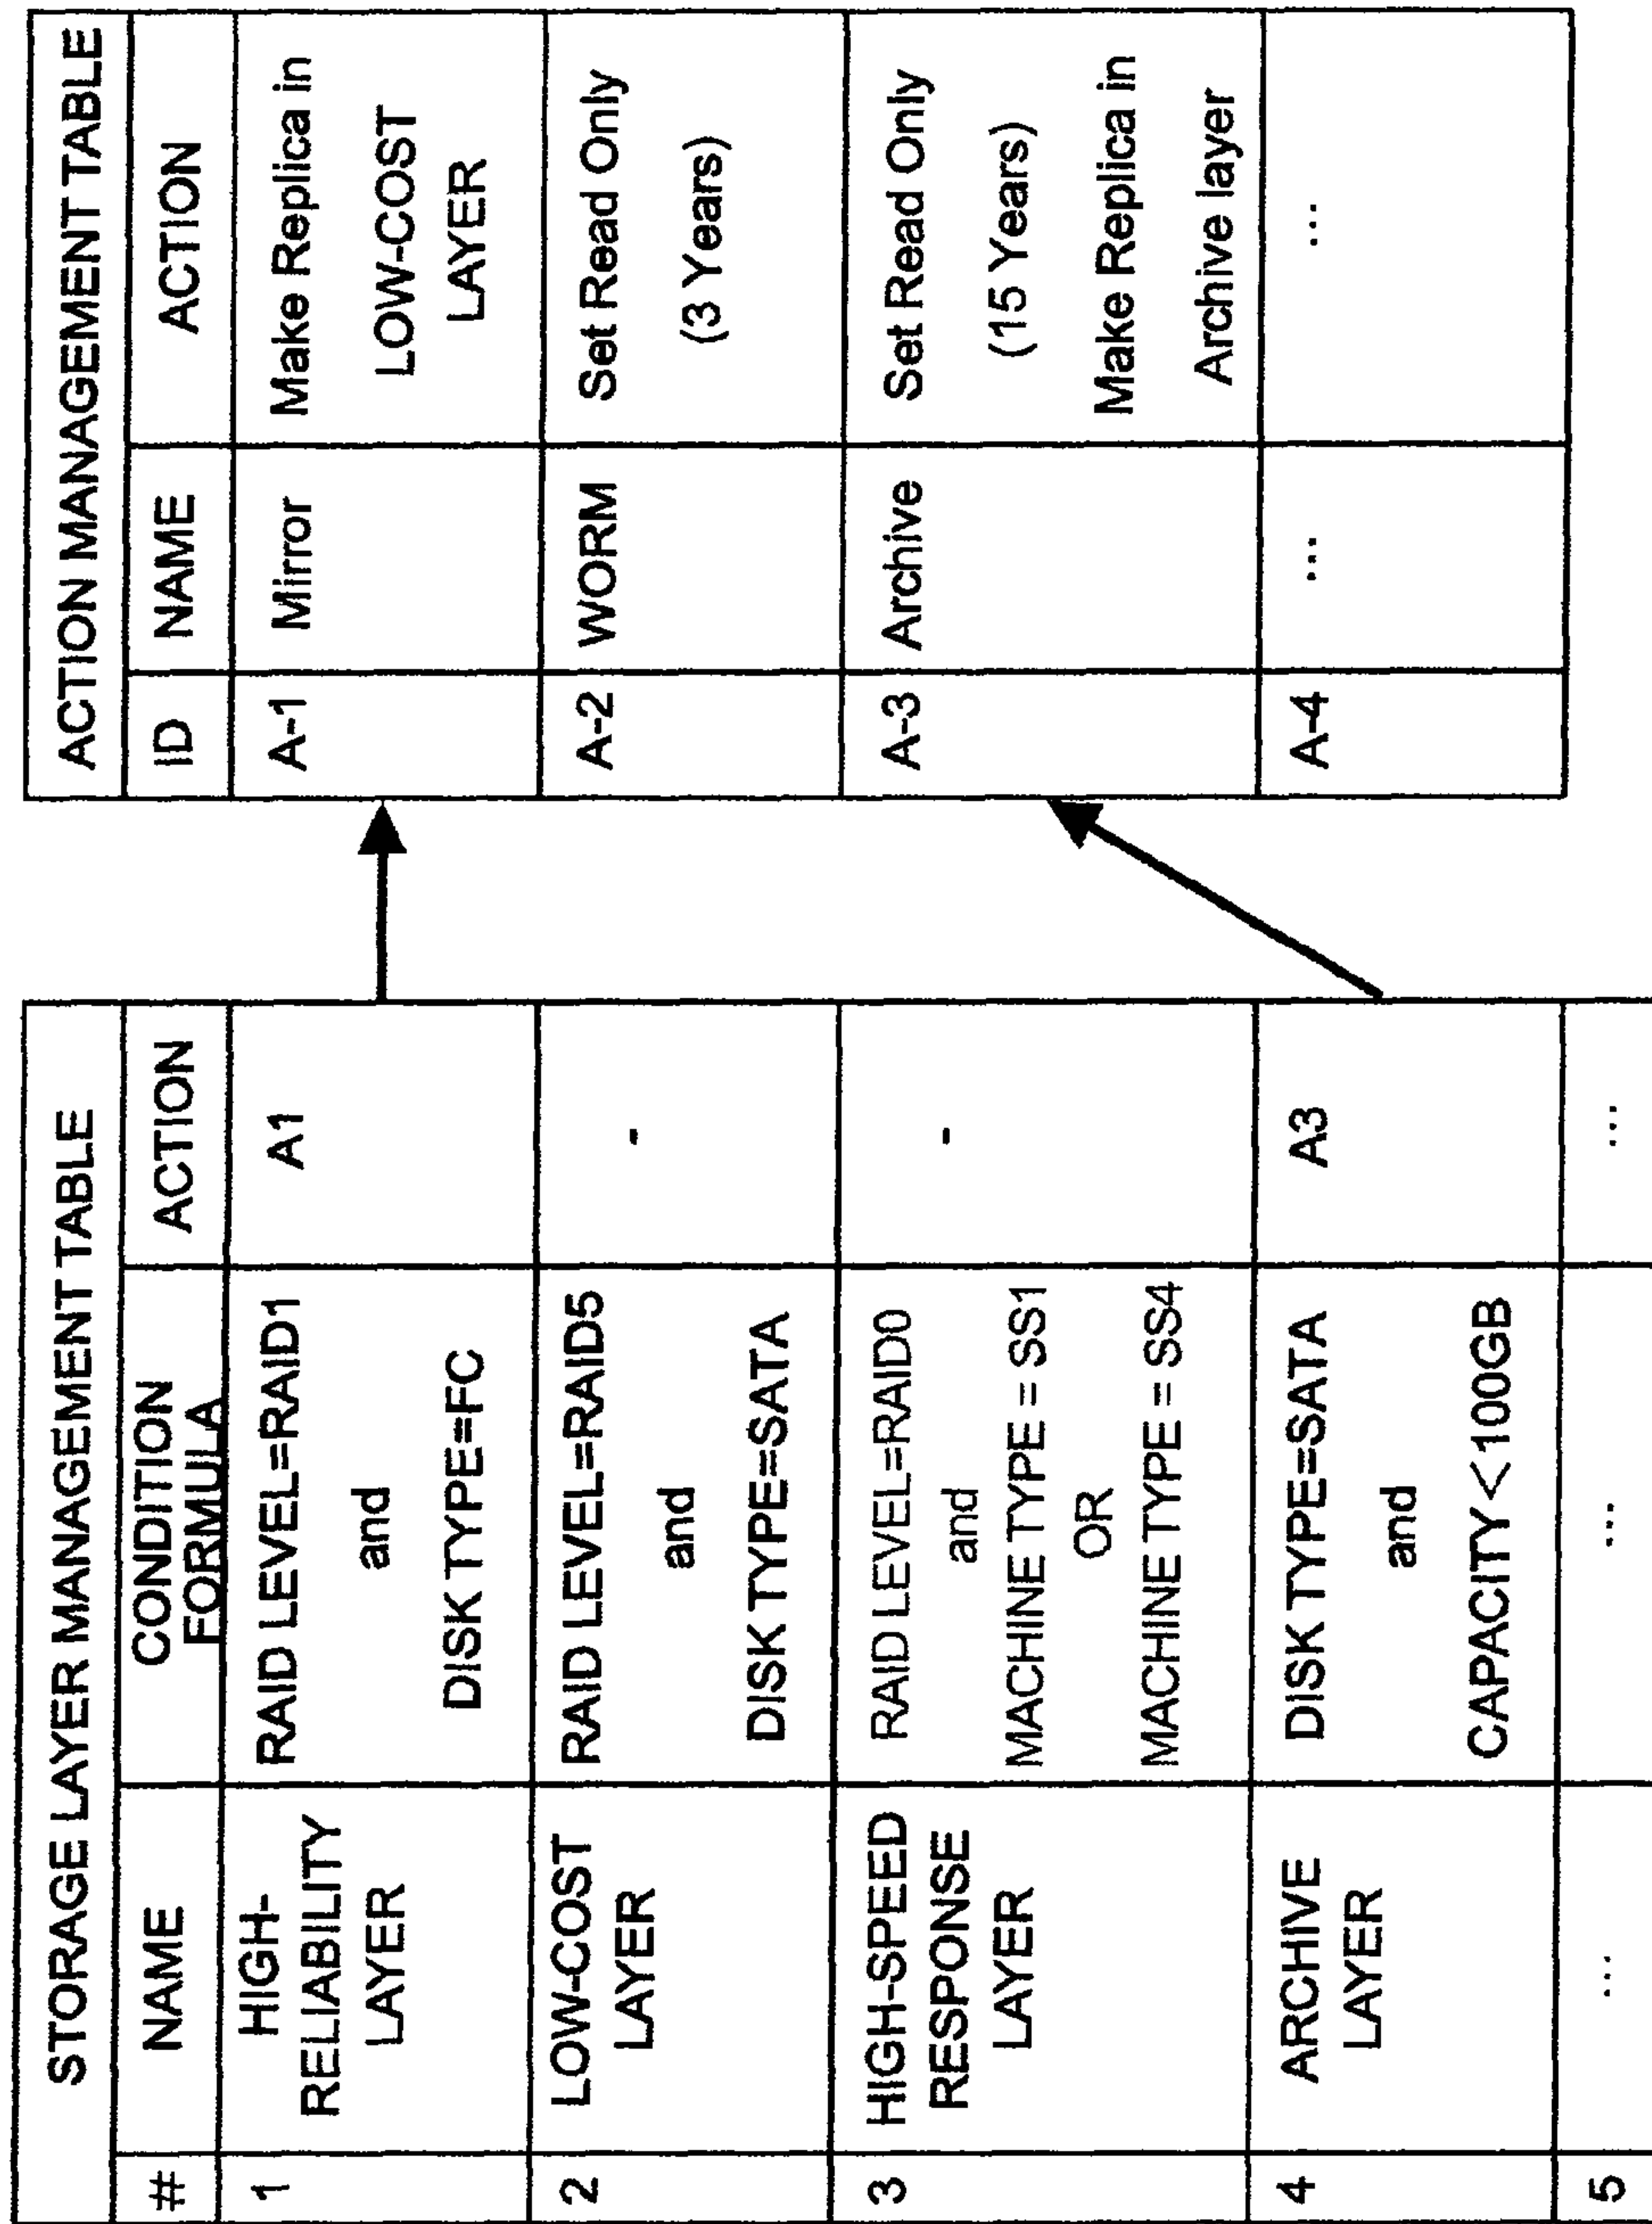 STORAGE LAYER MANAGEMENT TABLE
# NAME CONDITION FORMULA ACTION
1 HIGH-RELIABILITY LAYER RAID LEVEL=RAID1 and DISK TYPE=FC A1
2 LOW-COST LAYER RAID LEVEL=RAID5 and DISK TYPE=SATA -
3 HIGH-SPEED RESPONSE LAYER RAID LEVEL=RAID0 and MACHINE TYPE = SS1 OR MACHINE TYPE = SS4 -
4 ARCHIVE LAYER DISK TYPE=SATA and CAPACITY<100GB A3
5 ... ... ...
ACTION MANAGEMENT TABLE
ID NAME ACTION
A-1 Mirror Make Replica in LOW-COST LAYER
A-2 WORM Set Read Only (3 Years)
A-3 Archive Set Read Only (15 Years) Make Replica in Archive layer
A-4 ... ...